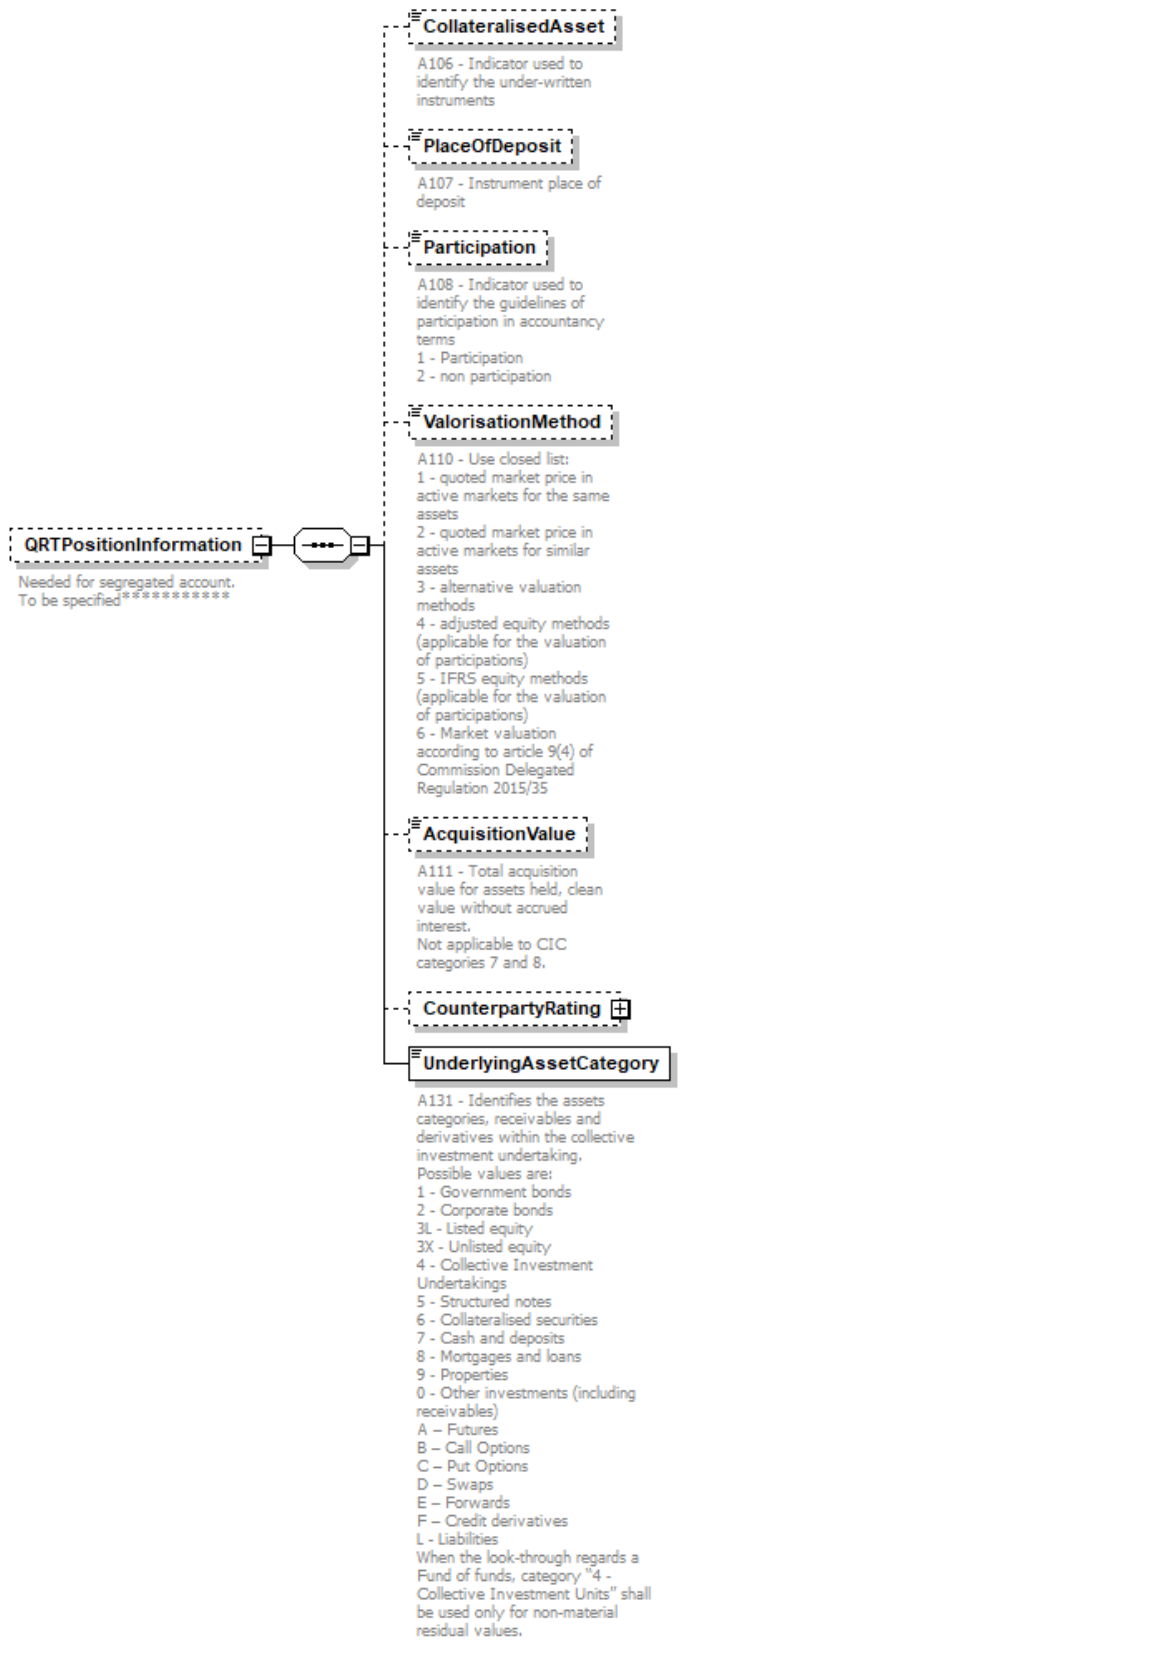 CollateralisedAsset
A106 - Indicator used to
identify the under-written
instruments
PlaceOfDeposit
A107 - Instrument place of
deposit
Participation
A108 - Indicator used to
identify the guidelines of
participation in accountancy
terms
1 - Participation
2 - non participation
ValorisationMethod
A110 - Use closed list:
1 - quoted market price in
active markets for the same
assets
2 - quoted market price in
active markets for similar
assets
3 - alternative valuation
methods
4 - adjusted equity methods
(applicable for the valuation
of participations)
5 - IFRS equity methods
(applicable for the valuation
of participations)
6 - Market valuation
according to article 9(4) of
Commission Delegated
Regulation 2015/35
QRTPositionInformation
Needed for segregated account.
To be specified***********
AcquisitionValue
A111 - Total acquisition
value for assets held, clean
value without accrued
interest.
Not applicable to CIC
categories 7 and 8.
CounterpartyRating
UnderlyingAssetCategory
A131 - Identifies the assets
categories, receivables and
derivatives within the collective
investment undertaking.
Possible values are:
1 - Government bonds
2 - Corporate bonds
3L - Listed equity
3X - Unlisted equity
4 - Collective Investment
Undertakings
5 - Structured notes
6 - Collateralised securities
7 - Cash and deposits
8 - Mortgages and loans
9 - Properties
0 - Other investments (including
receivables)
A – Futures
B – Call Options
C – Put Options
D – Swaps
E – Forwards
F – Credit derivatives
L - Liabilities
When the look-through regards a
Fund of funds, category “4 -
Collective Investment Units” shall
be used only for non-material
residual values.